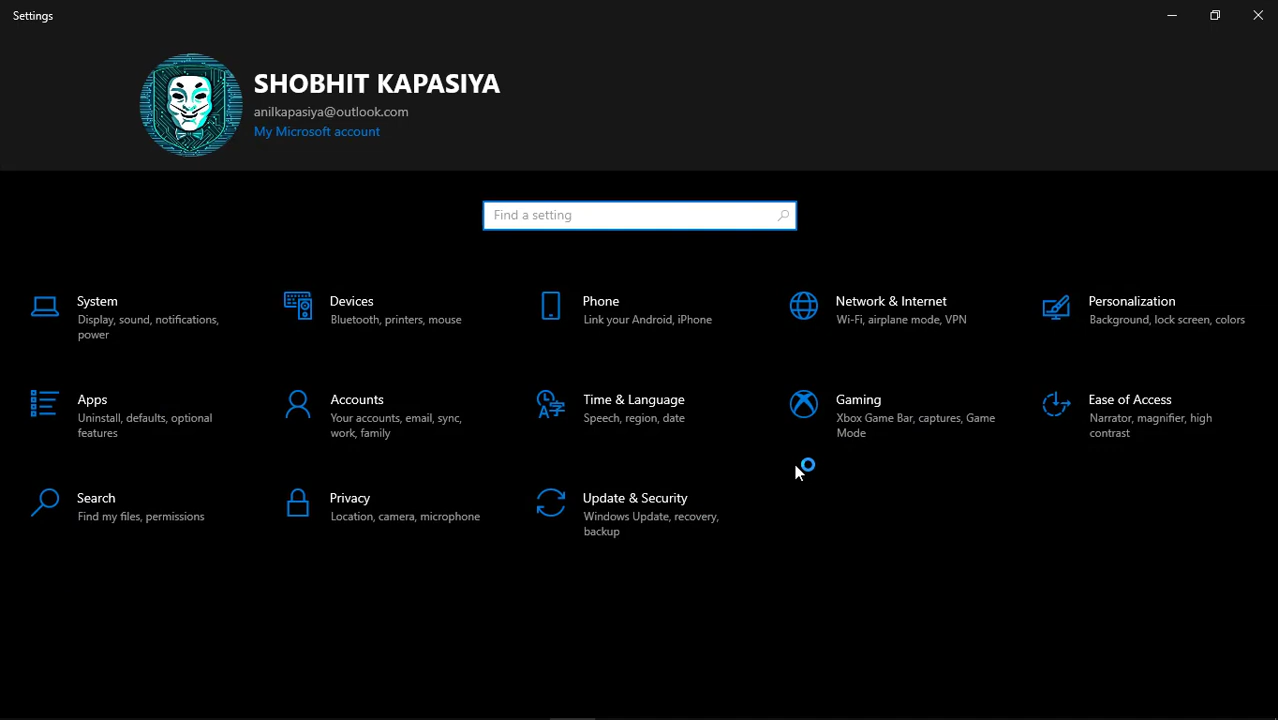 Settings
SHOBHIT KAPASIYA
anilkapasiya@outlook.com
My Microsoft account
Find a setting
System
Display, sound, notifications,
power
Devices
Bluetooth, printers, mouse
Phone
Link your Android, iPhone
Network & Internet
Wi-Fi, airplane mode, VPN
Personalization
Background, lock screen, colors
Apps
Uninstall, defaults, optional
features
Accounts
Your accounts, email, sync,
work, family
Time & Language
Speech, region, date
Gaming
Xbox Game Bar, captures, Game
Mode
Ease of Access
Narrator, magnifier, high
contrast
Search
Find my files, permissions
Privacy
Location, camera, microphone
Update & Security
Windows Update, recovery,
backup